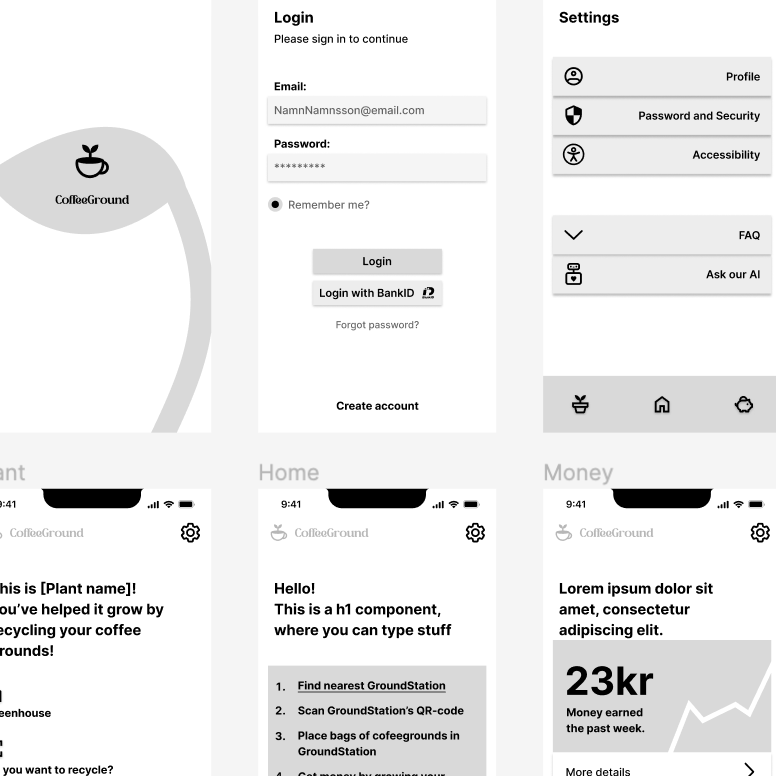 CoffeeGround
Login
Please sign in to continue
Email:
NamnNamnsson@email.com
Password:
*********
Remember me?
Login
Login with BankID
Forgot password?
Create account
Settings
Profile
Password and Security
Accessibility
FAQ
Ask our AI
ant
9:41
CoffeeGround
his is [Plant name]!
ou’ve helped it grow by
ecycling your coffee
rounds!
eenhouse
you want to recycle?
Home
9:41
CoffeeGround
Hello!
This is a h1 component,
where you can type stuff
1. Find nearest GroundStation
2. Scan GroundStation’s QR-code
3. Place bags of cofeegrounds in
GroundStation
4. Get money by growing your
Money
9:41
CoffeeGround
Lorem ipsum dolor sit
amet, consectetur
adipiscing elit.
23kr
Money earned
the past week.
More details